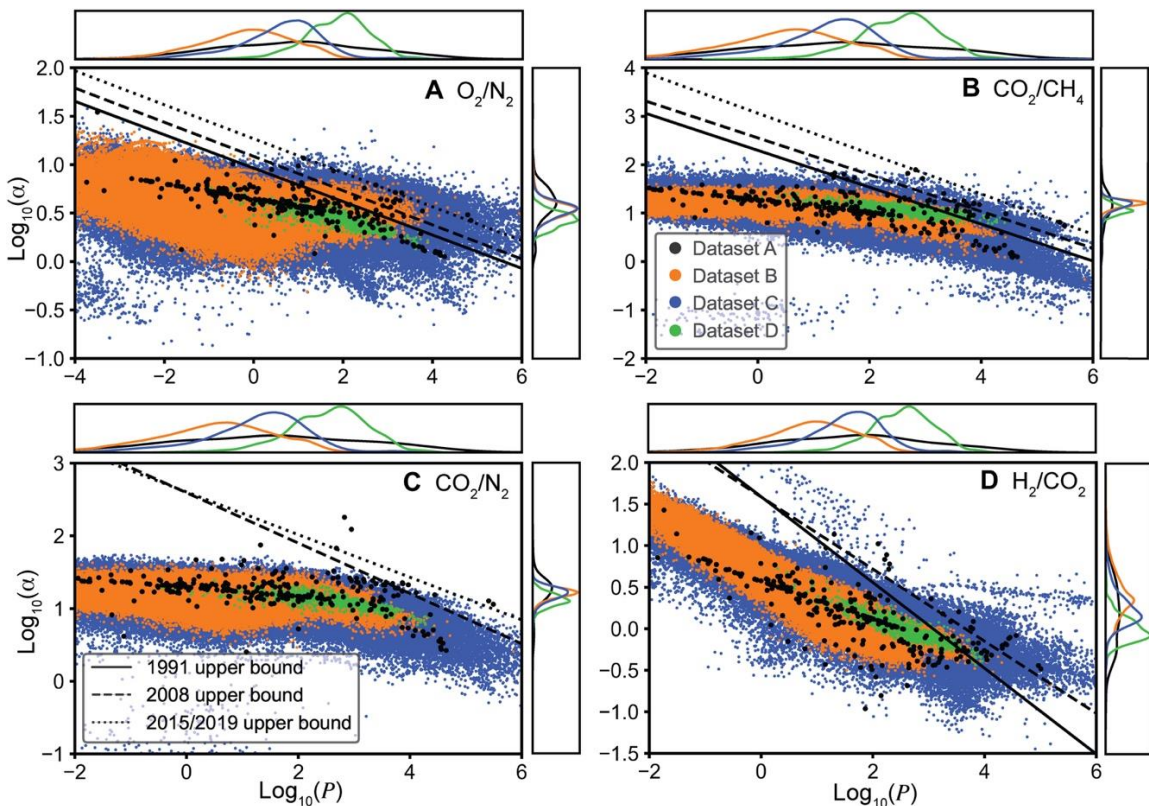 A O₂/N₂
B CO₂/CH₄
Log₁₀(α)
2.0
1.5
1.0
0.5
0.0
−0.5
−1.0
−4 −2 0 2 4 6
4
3
2
1
0
−1
−2
−2 0 2 4 6
Dataset A
Dataset B
Dataset C
Dataset D
C CO₂/N₂
D H₂/CO₂
Log₁₀(α)
3
2
1
0
−1
−2 0 2 4 6
Log₁₀(P)
1991 upper bound
2008 upper bound
2015/2019 upper bound
2.0
1.5
1.0
0.5
0.0
−0.5
−1.0
−1.5
−2 0 2 4 6
Log₁₀(P)